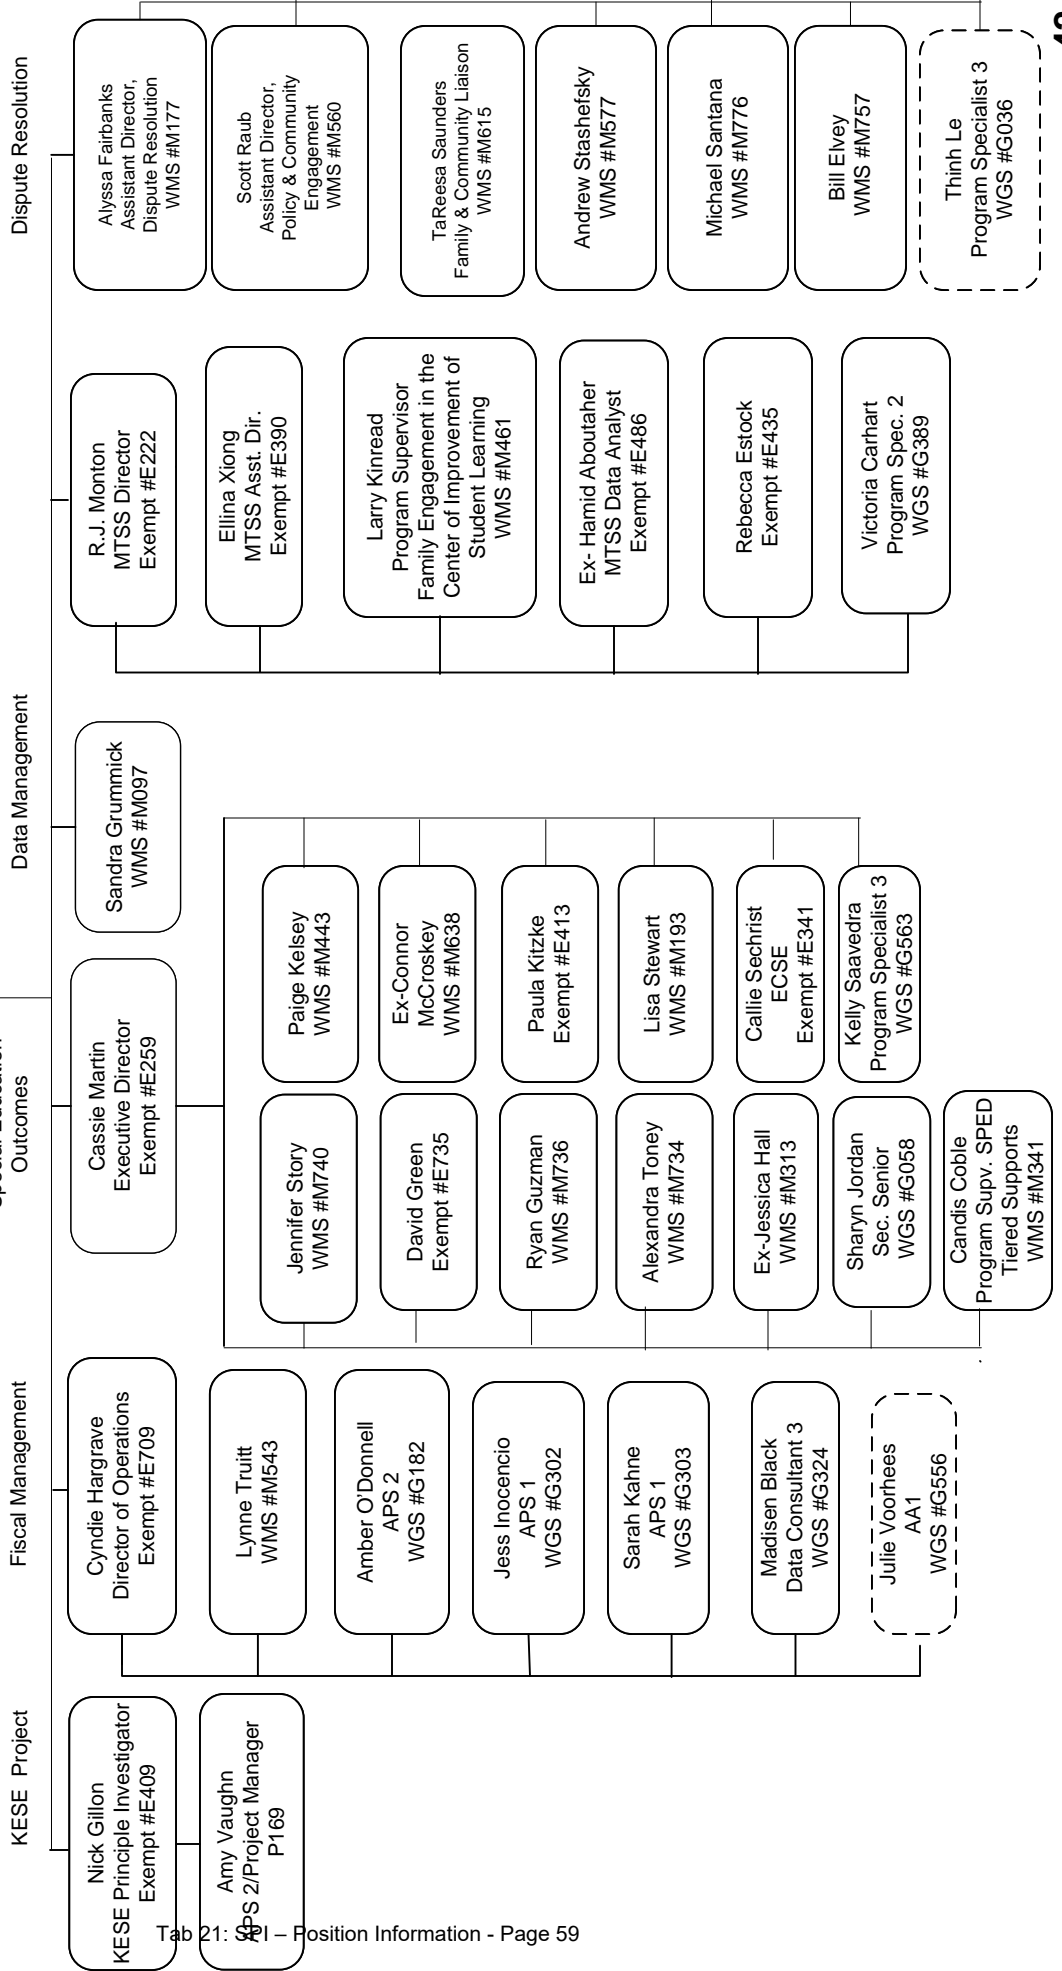 KESE Project
Fiscal Management
Outcomes
Data Management
Dispute Resolution
Nick Gillon
KESE Principle Investigator
Exempt #E409
Amy Vaughn
APS 2/Project Manager
P169
Cyndie Hargrave
Director of Operations
Exempt #E709
Lynne Truitt
WMS #M543
Amber O’Donnell
APS 2
WGS #G182
Jess Inocencio
APS 1
WGS #G302
Sarah Kahne
APS 1
WGS #G303
Madisen Black
Data Consultant 3
WGS #G324
Julie Voorhees
AA1
WGS #G556
Cassie Martin
Executive Director
Exempt #E259
Jennifer Story
WMS #M740
David Green
Exempt #E735
Ryan Guzman
WMS #M736
Alexandra Toney
WMS #M734
Ex-Jessica Hall
WMS #M313
Sharyn Jordan
Sec. Senior
WGS #G058
Candis Coble
Program Supv. SPED
Tiered Supports
WMS #M341
Paige Kelsey
WMS #M443
Ex-Connor
McCroskey
WMS #M638
Paula Kitzke
Exempt #E413
Lisa Stewart
WMS #M193
Callie Sechrist
ECSE
Exempt #E341
Kelly Saavedra
Program Specialist 3
WGS #G563
Sandra Grummick
WMS #M097
R.J. Monton
MTSS Director
Exempt #E222
Ellina Xiong
MTSS Asst. Dir.
Exempt #E390
Larry Kinread
Program Supervisor
Family Engagement in the
Center of Improvement of
Student Learning
WMS #M461
Ex- Hamid Aboutaher
MTSS Data Analyst
Exempt #E486
Rebecca Estock
Exempt #E435
Victoria Carhart
Program Spec. 2
WGS #G389
Alyssa Fairbanks
Assistant Director,
Dispute Resolution
WMS #M177
Scott Raub
Assistant Director,
Policy & Community
Engagement
WMS #M560
TaReesa Saunders
Family & Community Liaison
WMS #M615
Andrew Stashefsky
WMS #M577
Michael Santana
WMS #M776
Bill Elvey
WMS #M757
Thinh Le
Program Specialist 3
WGS #G036
Tab 21: SPI – Position Information - Page 59